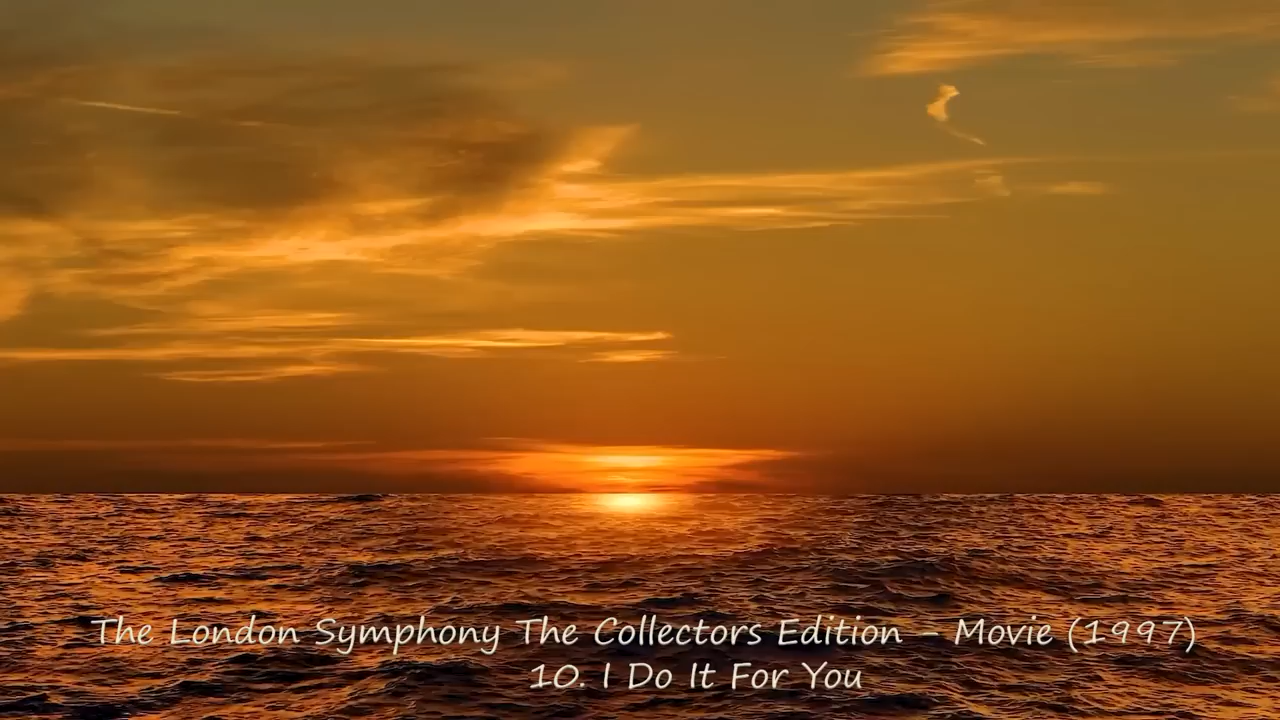 The London Symphony The Collectors Edition – Movie (1997)
10. I Do It For You